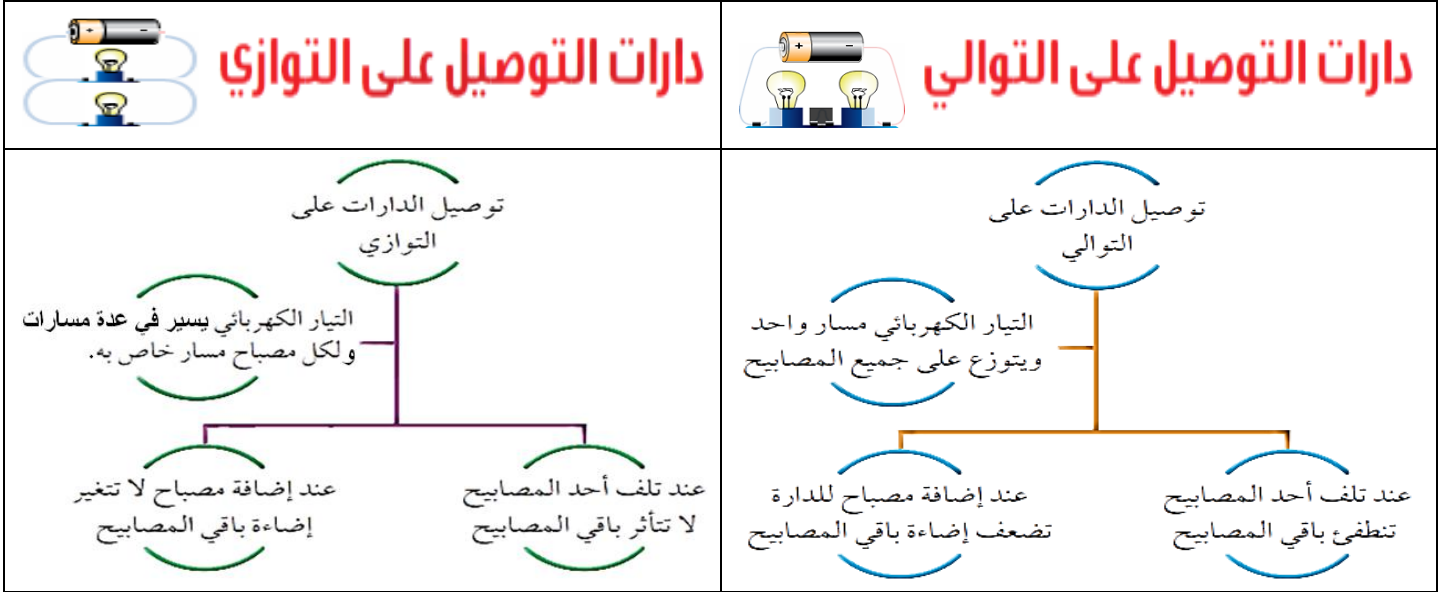 دارات التوصيل على التوالي
توصيل الدارات على
التوالي
التيار الكهربائي مسار واحد
ويتوزع على جميع المصابيح
عند تلف أحد المصابيح
تنطفئ باقي المصابيح
عند إضافة مصباح للدارة
تضعف إضاءة باقي المصابيح
دارات التوصيل على التوازي
توصيل الدارات على
التوازي
التيار الكهربائي يسير في عدة مسارات
ولكل مصباح مسار خاص به.
عند تلف أحد المصابيح
لا تتأثر باقي المصابيح
عند إضافة مصباح لا تتغير
إضاءة باقي المصابيح